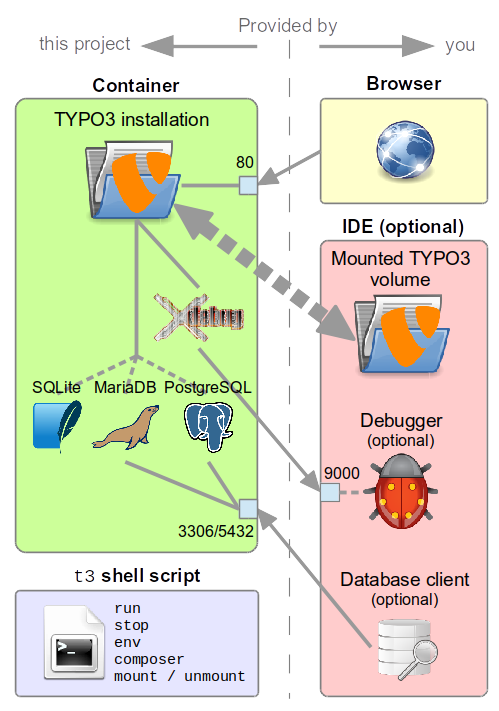 Provided by
this project
you
Container
Browser
TYPO3 installation
80
IDE (optional)
Mounted TYPO3
volume
Xdebug
SQLite
MariaDB
PostgreSQL
Debugger
(optional)
9000
3306/5432
t3 shell script
Database client
(optional)
run
stop
env
composer
mount / unmount
>_